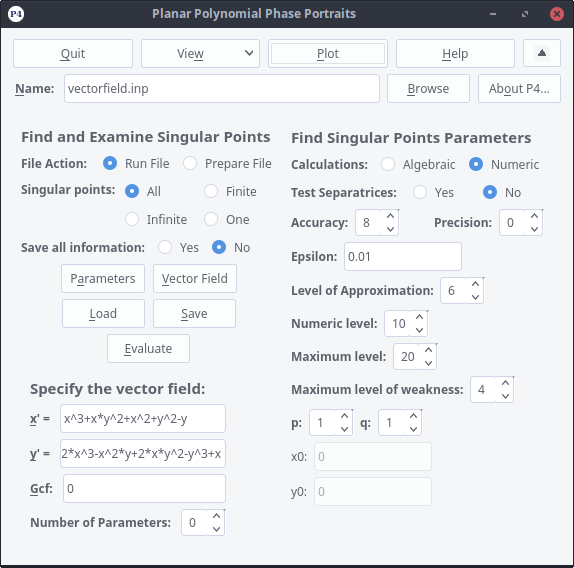 P4 Planar Polynomial Phase Portraits
Quit View Plot Help
Name: vectorfield.inp Browse About P4...
Find and Examine Singular Points
File Action: Run File Prepare File
Singular points: All Finite
Infinite One
Save all information: Yes No
Parameters Vector Field
Load Save
Evaluate
Specify the vector field:
x' = x^3+x*y^2+x^2+y^2-y
y' = 2*x^3-x^2*y+2*x*y^2-y^3+x
Gcf: 0
Number of Parameters: 0
Find Singular Points Parameters
Calculations: Algebraic Numeric
Test Separatrices: Yes No
Accuracy: 8 Precision: 0
Epsilon: 0.01
Level of Approximation: 6
Numeric level: 10
Maximum level: 20
Maximum level of weakness: 4
p: 1 q: 1
x0: 0
y0: 0